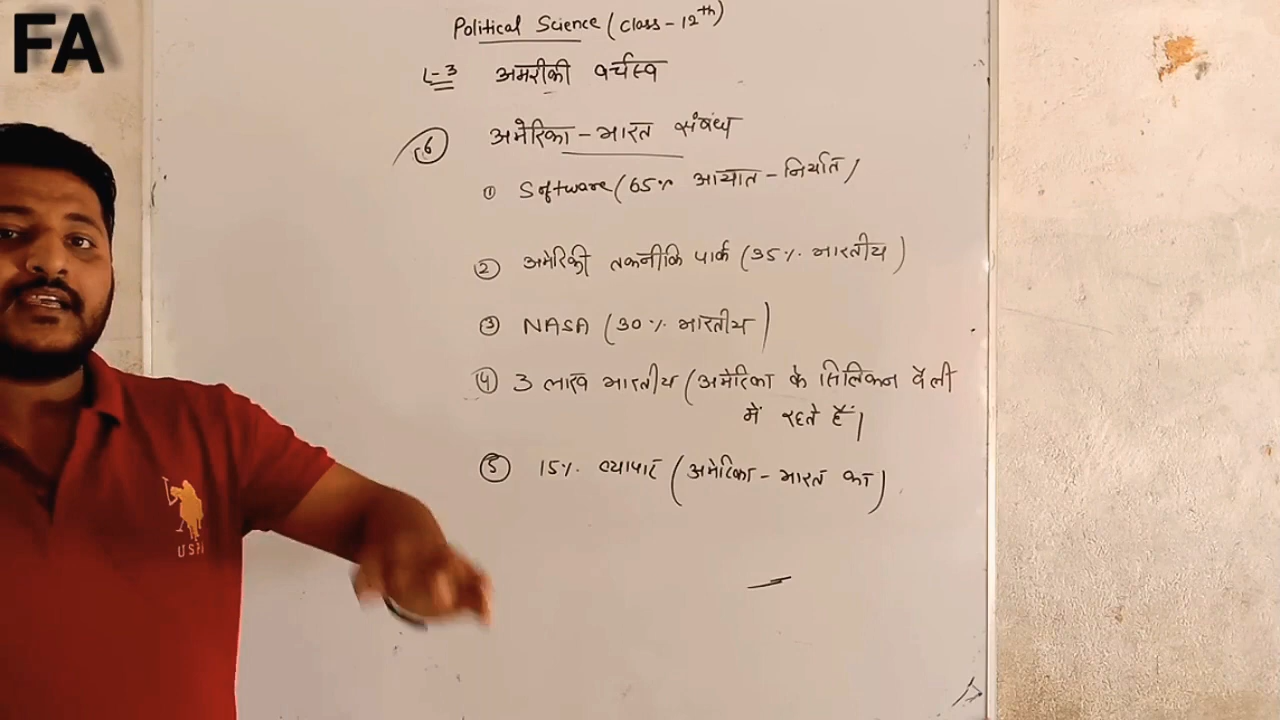 FA
Political Science (Class-12th)
L-3 अमरीकी वर्चस्व
6 अमेरिका-भारत संबंध
① Software (65% आयात-निर्यात)
② अमेरिकी तकनीकि पार्क (35% भारतीय)
③ NASA (30% भारतीय)
④ 3 लाख भारतीय (अमेरिका के सिलिकन वैली
में रहते हैं।
⑤ 15% व्यापार (अमेरिका-भारत का)